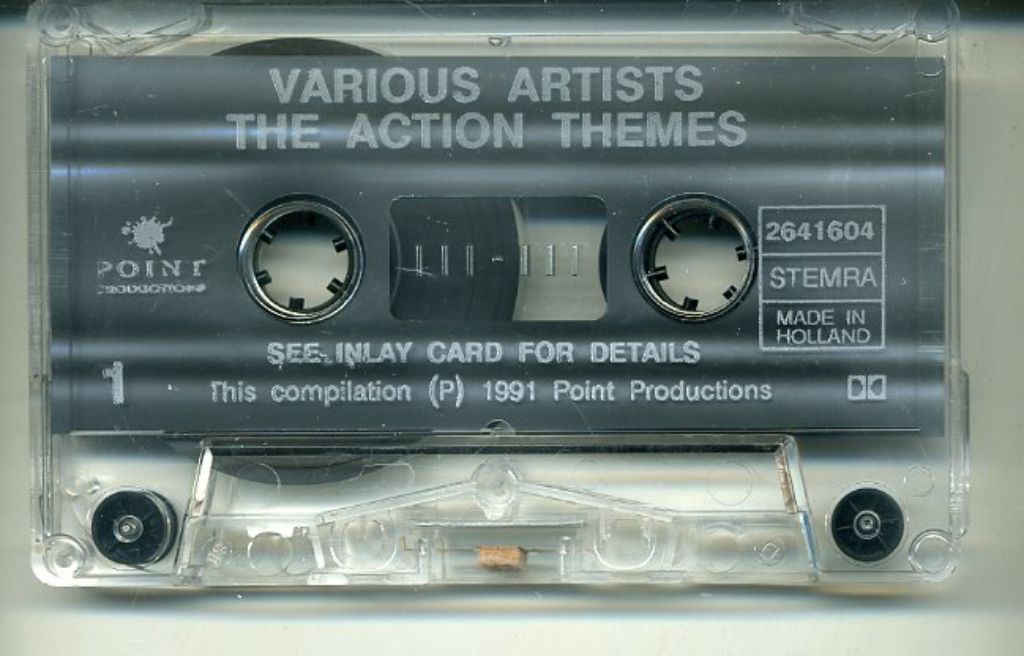 VARIOUS ARTISTS
THE ACTION THEMES
POINT
PRODUCTIONS
2641604
STEMRA
MADE IN
HOLLAND
SEE INLAY CARD FOR DETAILS
1
This compilation (P) 1991 Point Productions